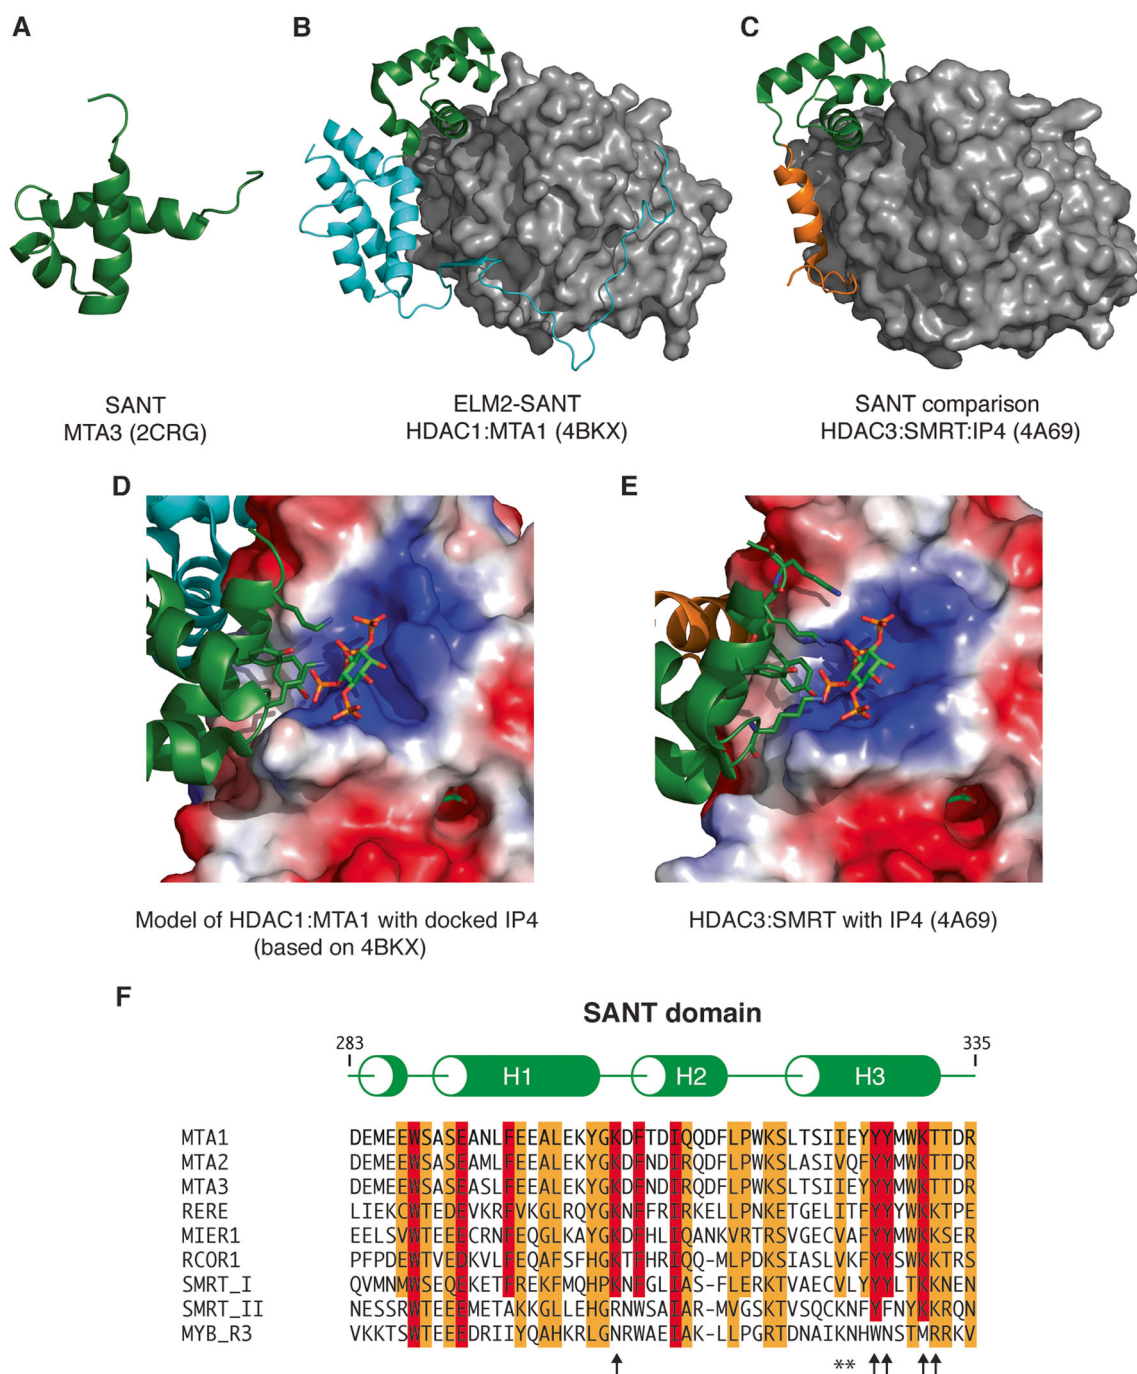 A
B
C
SANT
MTA3 (2CRG)
ELM2-SANT
HDAC1:MTA1 (4BKX)
SANT comparison
HDAC3:SMRT:IP4 (4A69)
D
E
Model of HDAC1:MTA1 with docked IP4
(based on 4BKX)
HDAC3:SMRT with IP4 (4A69)
F
SANT domain
283
335
H1
H2
H3
MTA1 DEMEEWSASEANLFEEALEKYGKDFTDIQQDFLPWKSLTSIIEYYYMWKTTDR
MTA2 DEMEEWSASEAMLFEEALEKYGKDFNDIRQDFLPWKSLASIVQFYYMWKTTDR
MTA3 DEMEEWSASEASLFEEALEKYGKDFNDIRQDFLPWKSLTSIIEYYYMWKTTDR
RERE LIEKCWTEDEVKRFVKGLRQYGKNFFRIRKELLPNKETGELITFYYYWKKTPE
MIER1 EELSVWTEEECRNFEQGLKAYGKDFHLIQANKVRTRSVGECVAFYYMWKKSER
RCOR1 PFPDEWTVEDKVLFEQAFSFHGKTFHRIQQ-MLPDKSIASLVKFYYSWKKTRS
SMRT_I QVMNMWSEQEKETFREKFMQHPKNFGLIAS-FLERKTVAECVLYYYLTKKNEN
SMRT_II NESSRWTEEEMETAKKGLLEHGRNWSAIAR-MVGSKTVSQCKNFYFNYKKRQN
MYB_R3 VKKTSWTEEEDRIIYQAHKRLGNRWAEIAK-LLPGRTDNAIKNHWNSTMRRKV
**